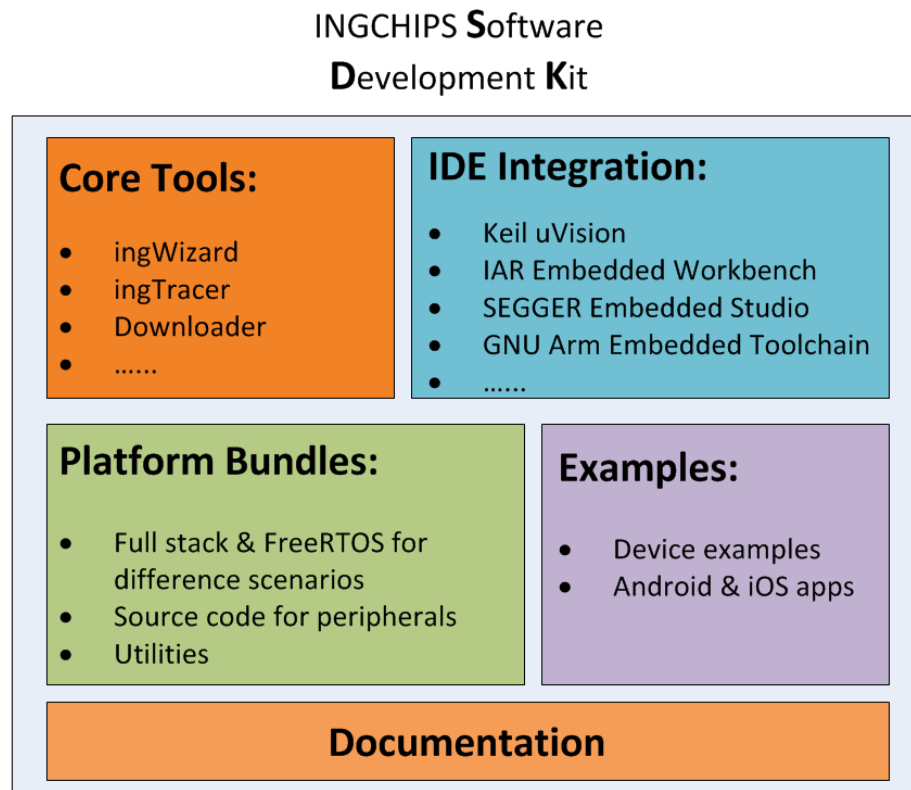 INGCHIPS Software
Development Kit
Core Tools:
• ingWizard
• ingTracer
• Downloader
• …...
IDE Integration:
• Keil uVision
• IAR Embedded Workbench
• SEGGER Embedded Studio
• GNU Arm Embedded Toolchain
• …...
Platform Bundles:
• Full stack & FreeRTOS for
difference scenarios
• Source code for peripherals
• Utilities
Examples:
• Device examples
• Android & iOS apps
Documentation